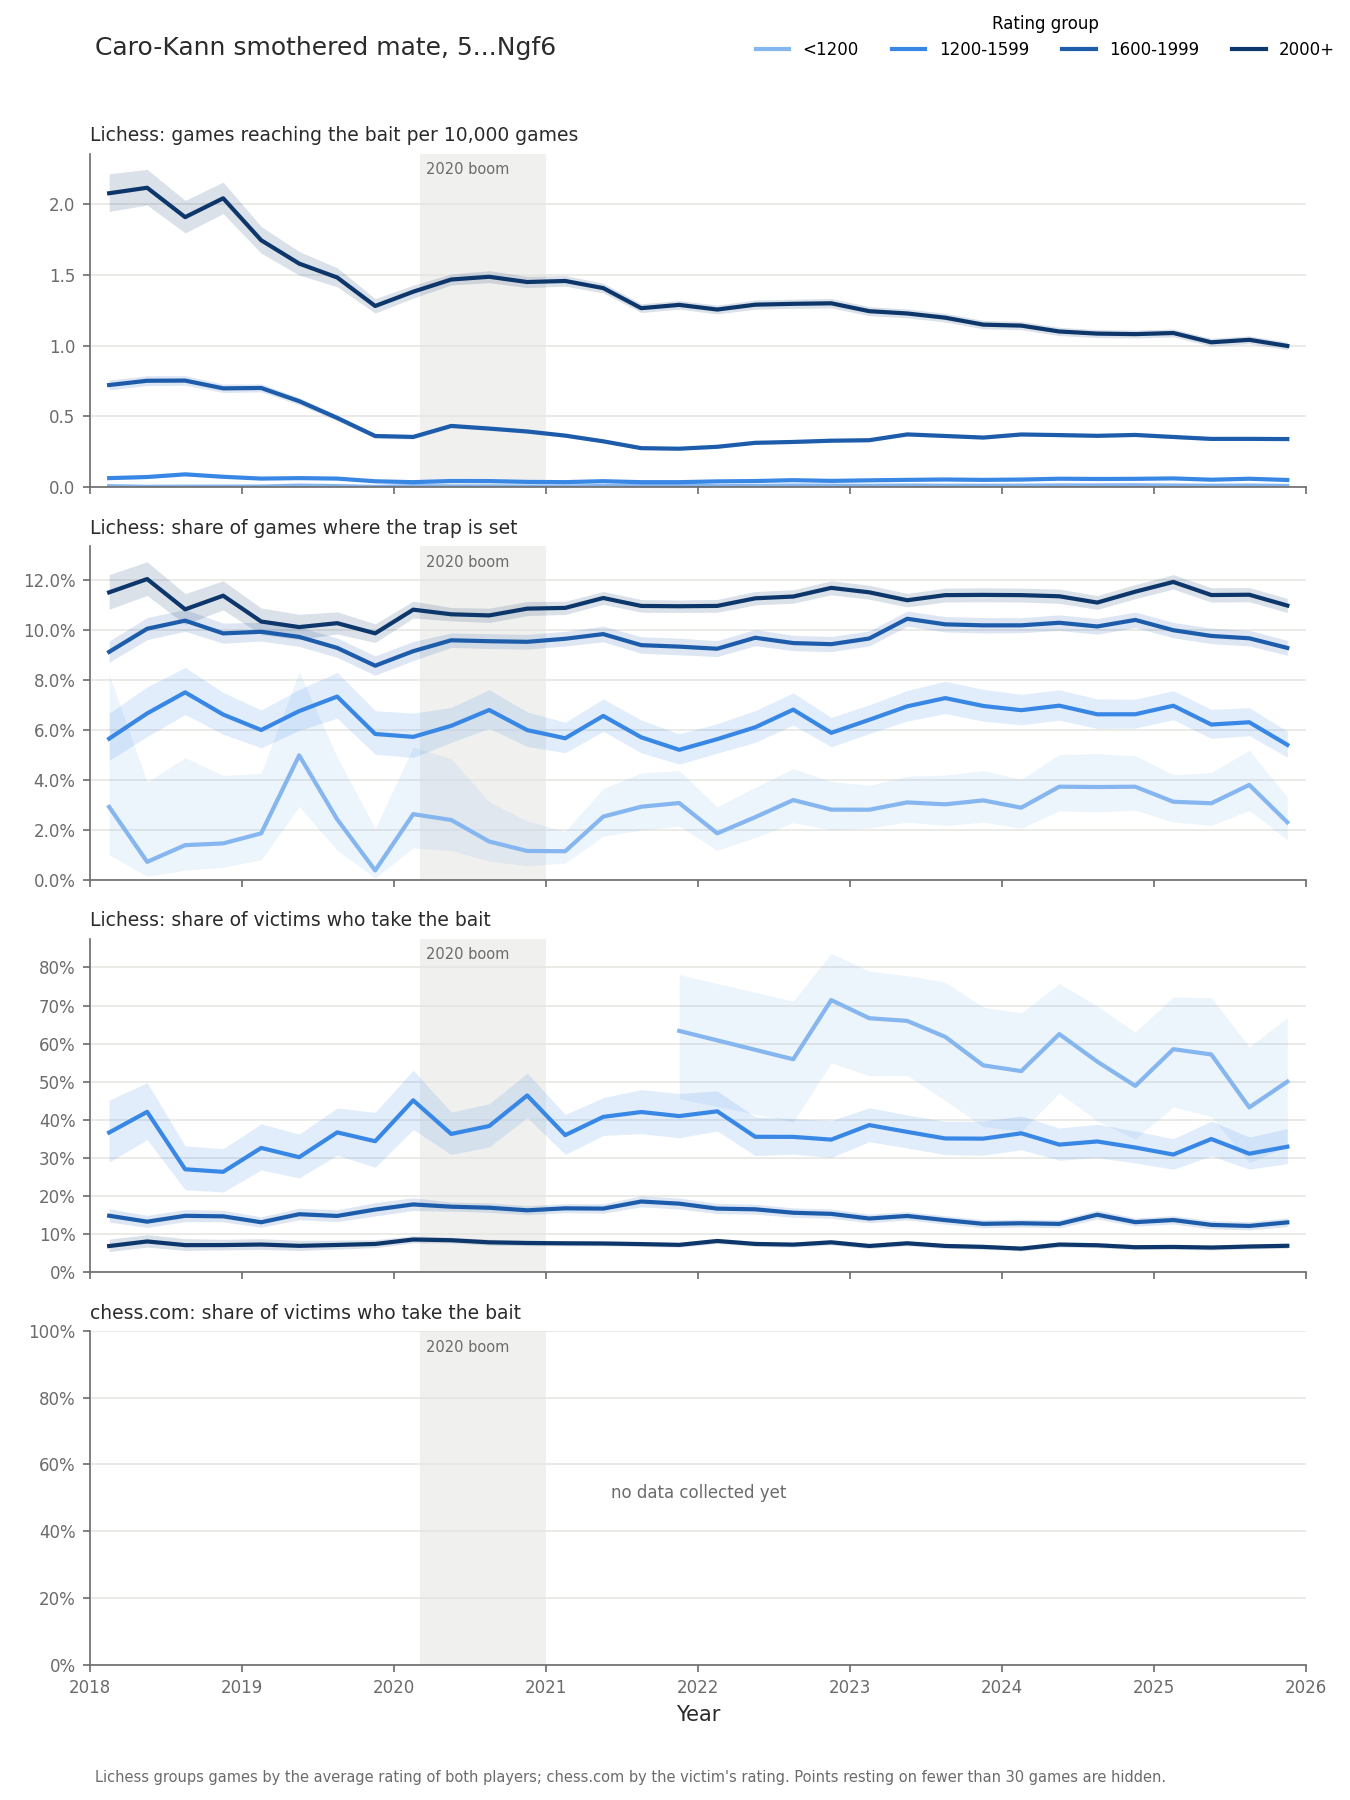 Caro-Kann smothered mate, 5...Ngf6
Rating group
<1200 1200-1599 1600-1999 2000+
Lichess: games reaching the bait per 10,000 games
2020 boom
2.0
1.5
1.0
0.5
0.0
Lichess: share of games where the trap is set
2020 boom
12.0%
10.0%
8.0%
6.0%
4.0%
2.0%
0.0%
Lichess: share of victims who take the bait
2020 boom
80%
70%
60%
50%
40%
30%
20%
10%
0%
chess.com: share of victims who take the bait
100%
2020 boom
80%
60%
no data collected yet
40%
20%
0%
2018 2019 2020 2021 2022 2023 2024 2025 2026
Year
Lichess groups games by the average rating of both players; chess.com by the victim's rating. Points resting on fewer than 30 games are hidden.